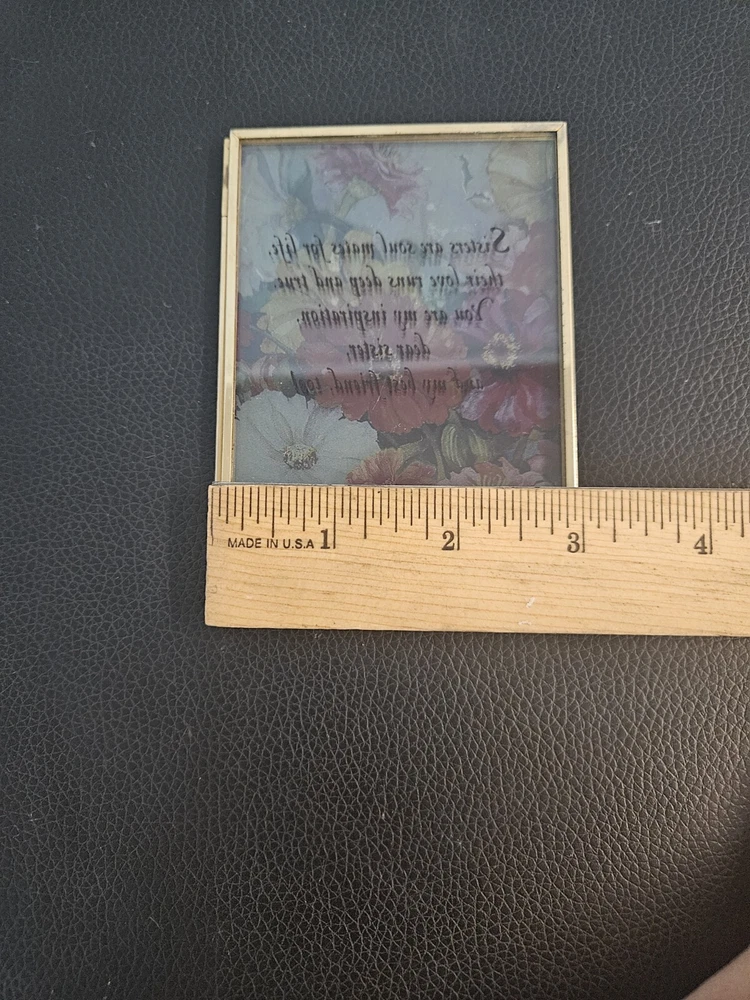 Sisters are soul mates for life,
their love runs deep and true.
You are my inspiration,
dear sister,
and my best friend, too!
MADE IN U.S.A 1 2 3 4